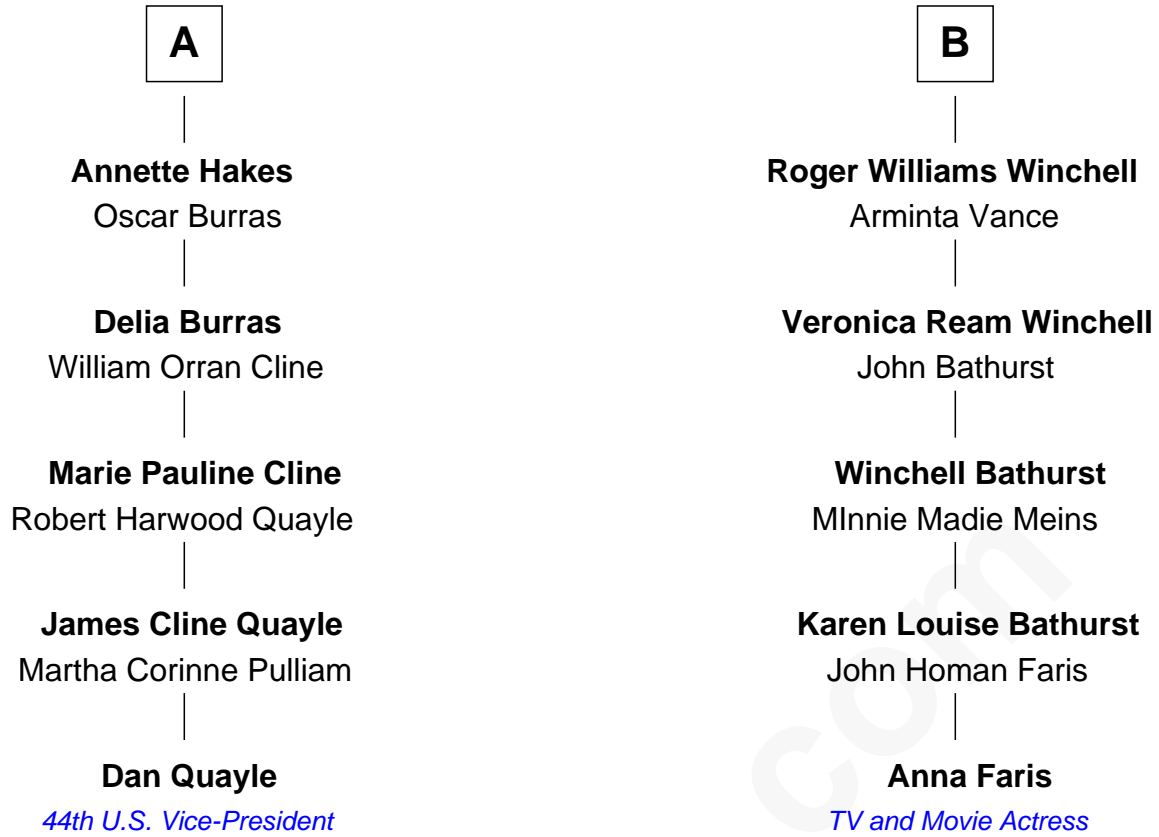 A
Annette Hakes
Oscar Burras
Delia Burras
William Orran Cline
Marie Pauline Cline
Robert Harwood Quayle
James Cline Quayle
Martha Corinne Pulliam
Dan Quayle
44th U.S. Vice-President
B
Roger Williams Winchell
Arminta Vance
Veronica Ream Winchell
John Bathurst
Winchell Bathurst
MInnie Madie Meins
Karen Louise Bathurst
John Homan Faris
Anna Faris
TV and Movie Actress
com